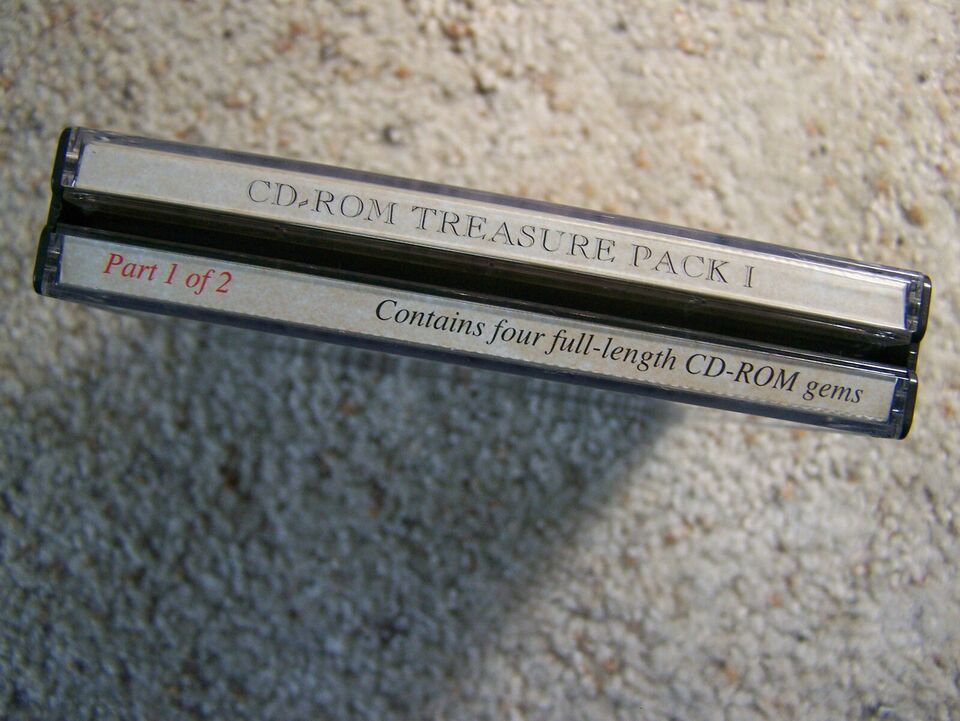 CD-ROM TREASURE PACK I
Part 1 of 2
Contains four full-length CD-ROM gems